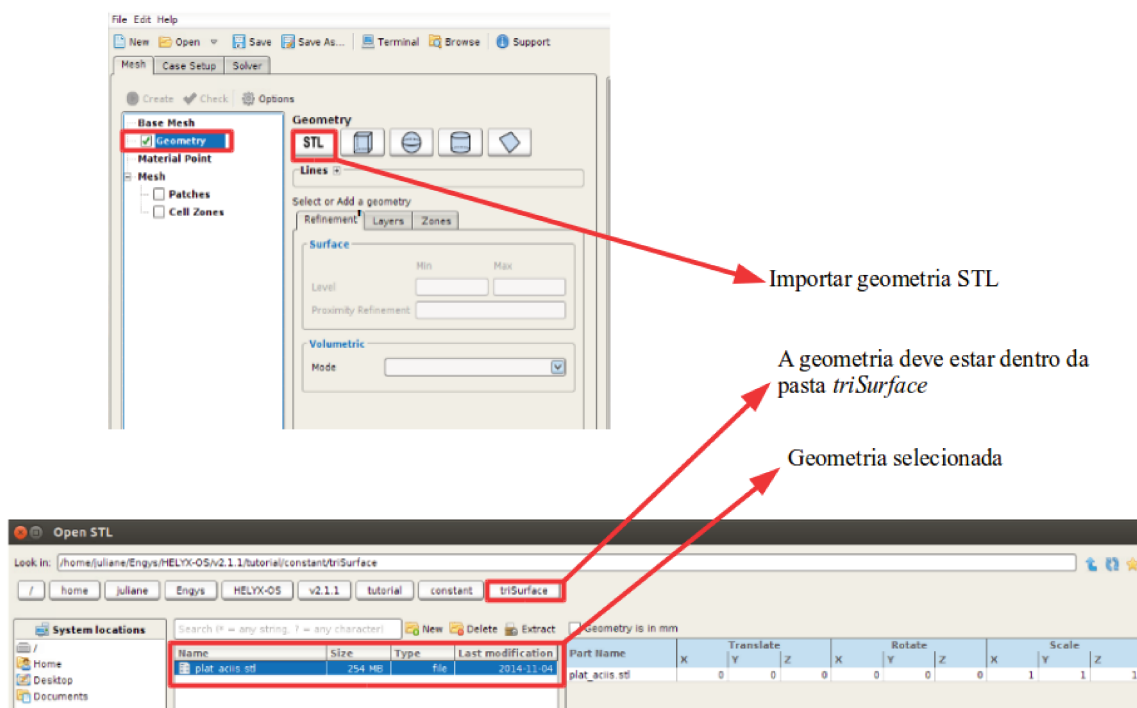 File Edit Help
New Open Save Save As... Terminal Browse Support
Mesh Case Setup Solver
Create Check Options
Base Mesh
Geometry
Material Point
Mesh
Patches
Cell Zones
Geometry
STL
Lines
Select or Add a geometry
Refinement Layers Zones
Surface
Min Max
Level
Proximity Refinement
Volumetric
Mode
Importar geometria STL
A geometria deve estar dentro da
pasta triSurface
Geometria selecionada
Open STL
Look in: /home/juliane/Engys/HELYX-OS/v2.1.1/tutorial/constant/triSurface
/ home juliane Engys HELYX-OS v2.1.1 tutorial constant triSurface
System locations
/
Home
Desktop
Documents
Search (* = any string, ? = any character). New Delete Extract Geometry is in mm
Name Size Type Last modification
plat_aciis.stl 254 MB file 2014-11-04
Part Name Translate Rotate Scale
X Y Z X Y Z X Y Z
plat_aciis.stl 0 0 0 0 0 0 1 1 1